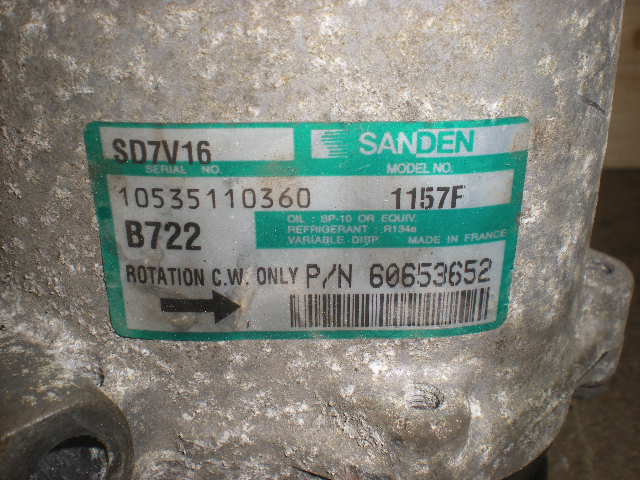 SD7V16 SANDEN
SERIAL NO. MODEL NO.
10535110360 1157F
B722
OIL : SP-10 OR EQUIV.
REFRIGERANT : R134a
VARIABLE DISP MADE IN FRANCE
ROTATION C.W. ONLY P/N 60653652